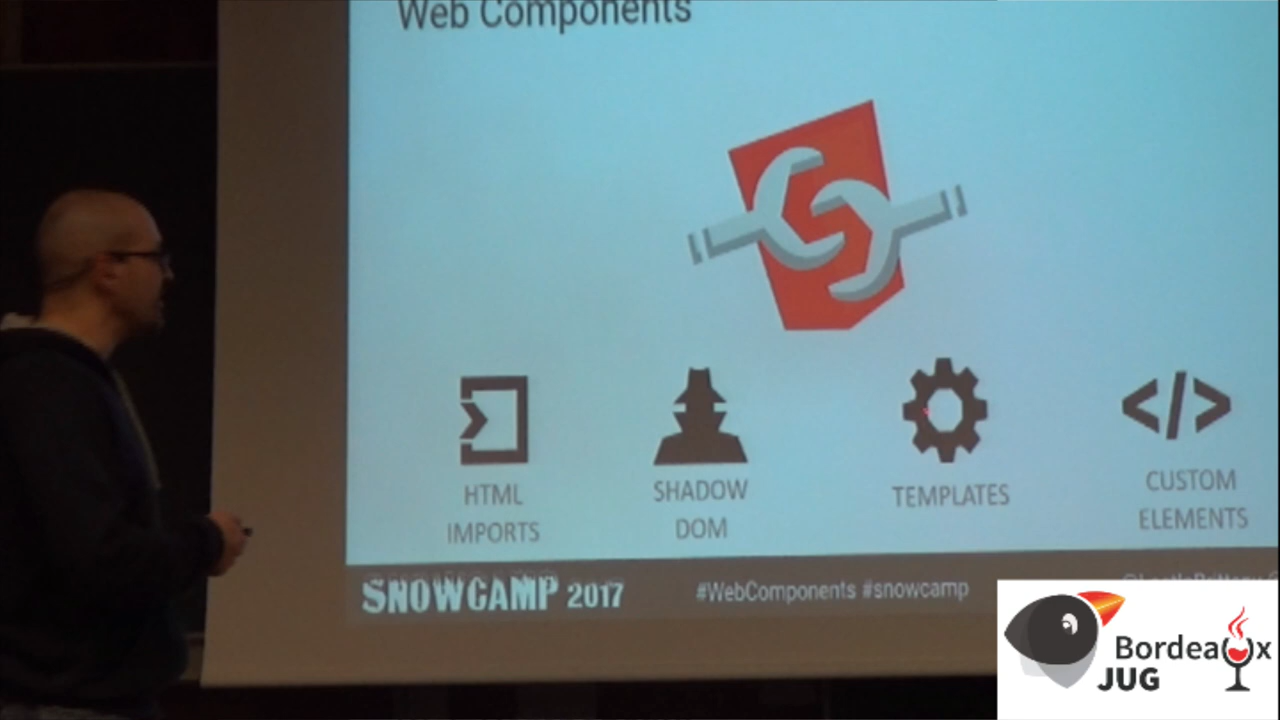 Web Components
HTML
IMPORTS
SHADOW
DOM
TEMPLATES
CUSTOM
ELEMENTS
SNOWCAMP 2017
#WebComponents #snowcamp
Bordeaux
JUG